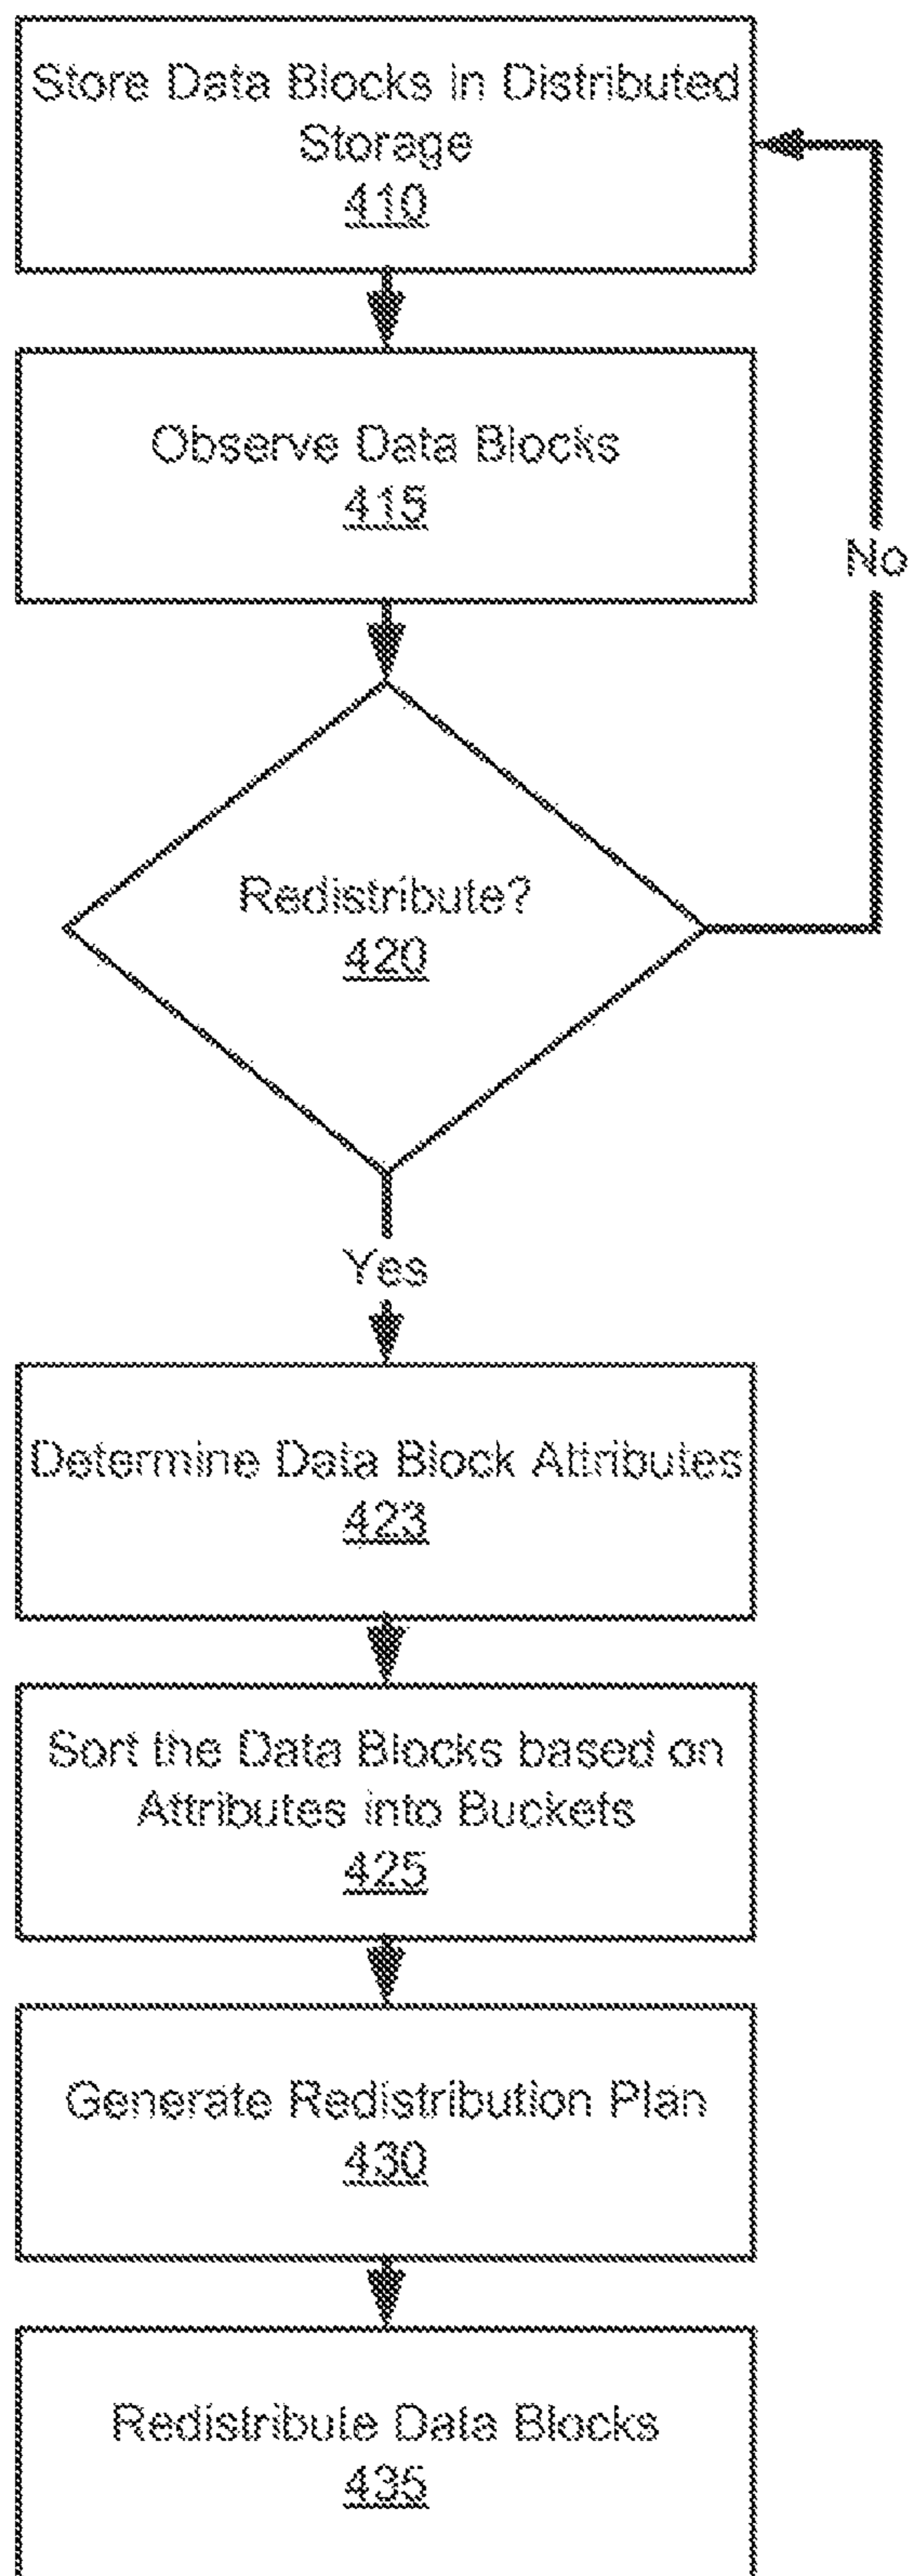 Store Data Blocks in Distributed
Storage
410
Observe Data Blocks
415
No
Redistribute?
420
Yes
Determine Data Block Attributes
423
Sort the Data Blocks based on
Attributes into Buckets
425
Generate Redistribution Plan
430
Redistribute Data Blocks
435